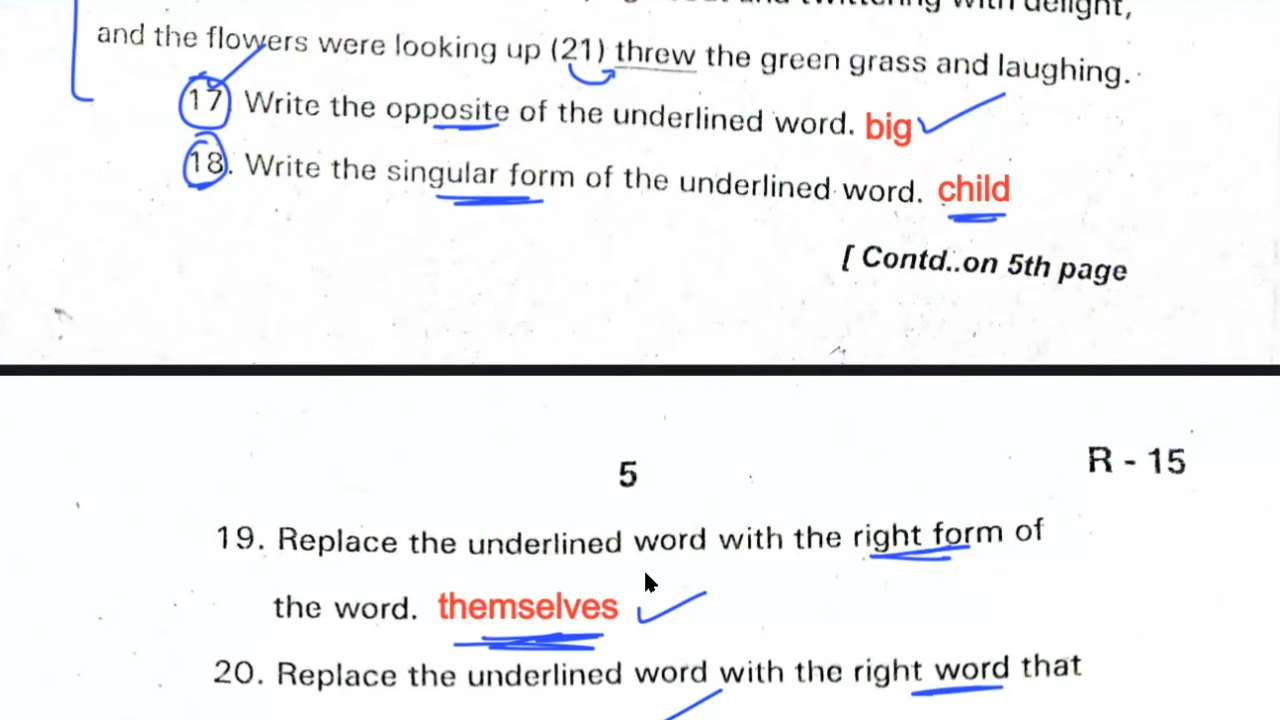 with delight,
and the flowers were looking up (21) threw the green grass and laughing.
17 Write the opposite of the underlined word. big
18. Write the singular form of the underlined word. child
[ Contd..on 5th page
5
R - 15
19. Replace the underlined word with the right form of
the word. themselves
20. Replace the underlined word with the right word that